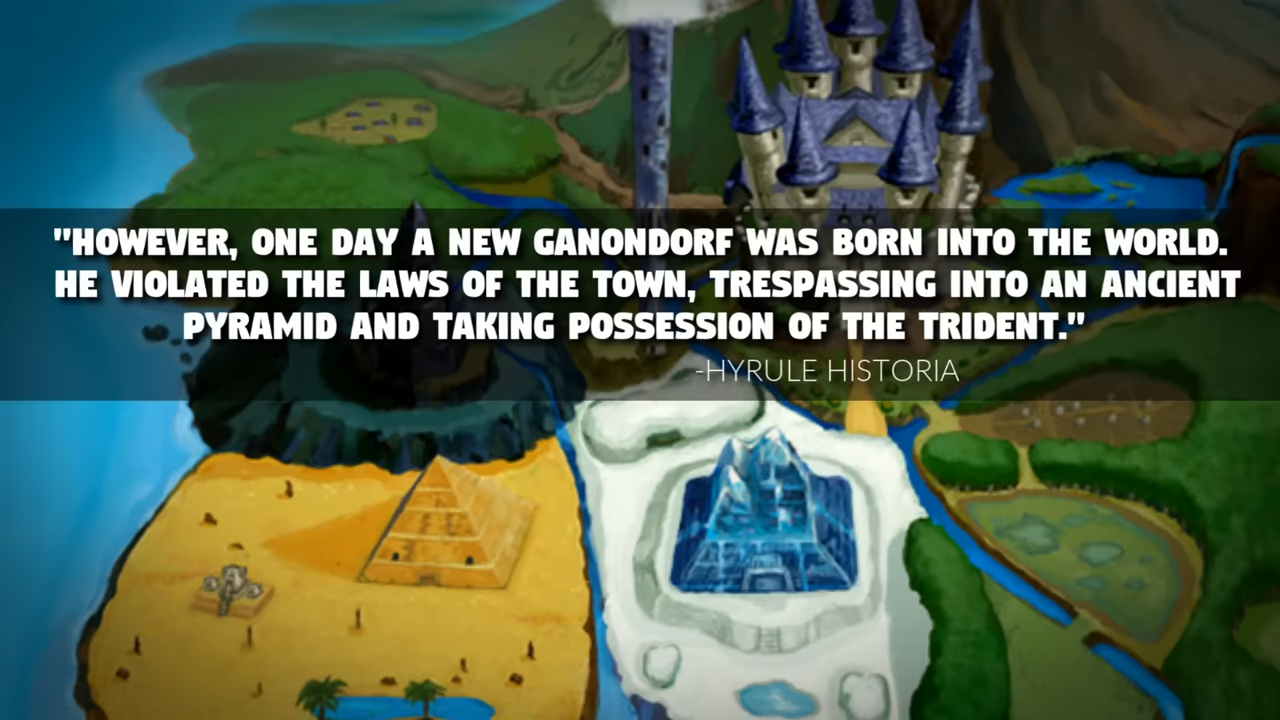 "HOWEVER, ONE DAY A NEW GANONDORF WAS BORN INTO THE WORLD.
HE VIOLATED THE LAWS OF THE TOWN, TRESPASSING INTO AN ANCIENT
PYRAMID AND TAKING POSSESSION OF THE TRIDENT."
-HYRULE HISTORIA